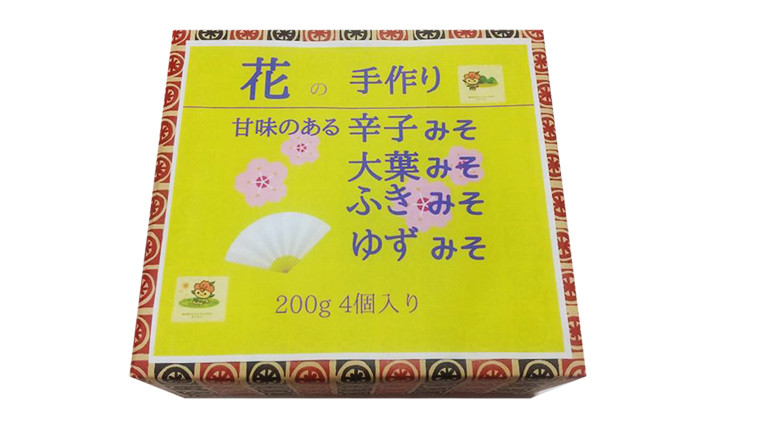 花の手作り
甘味のある辛子みそ
大葉みそ
ふきみそ
ゆずみそ
200g 4個入り